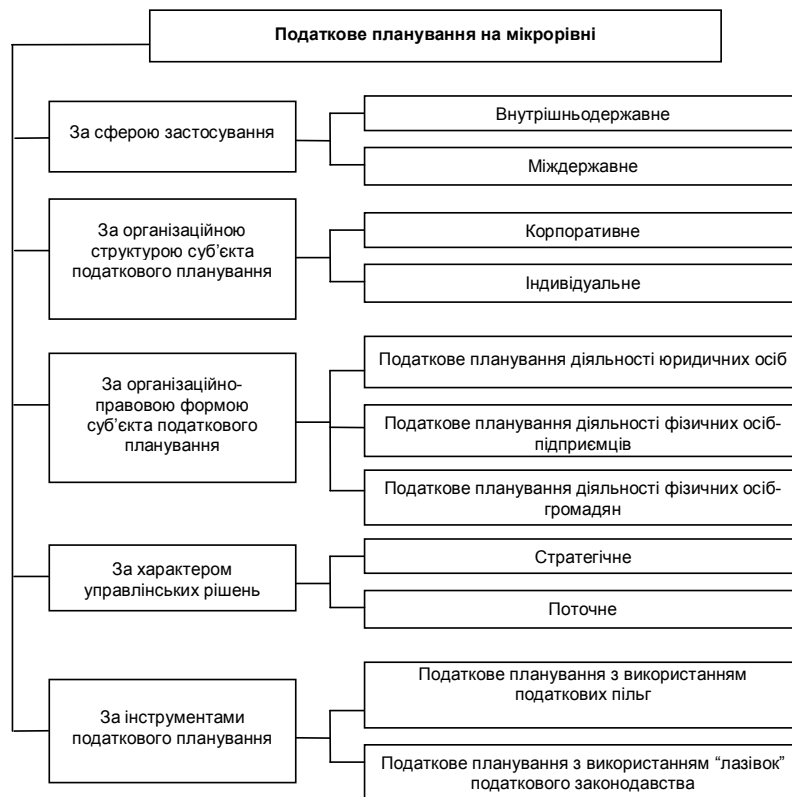 Податкове планування на мікрорівні
За сферою застосування
Внутрішньодержавне
Міждержавне
За організаційною
структурою суб’єкта
податкового планування
Корпоративне
Індивідуальне
За організаційно-
правовою формою
суб’єкта податкового
планування
Податкове планування діяльності юридичних осіб
Податкове планування діяльності фізичних осіб-
підприємців
Податкове планування діяльності фізичних осіб-
громадян
За характером
управлінських рішень
Стратегічне
Поточне
За інструментами
податкового планування
Податкове планування з використанням
податкових пільг
Податкове планування з використанням “лазівок”
податкового законодавства